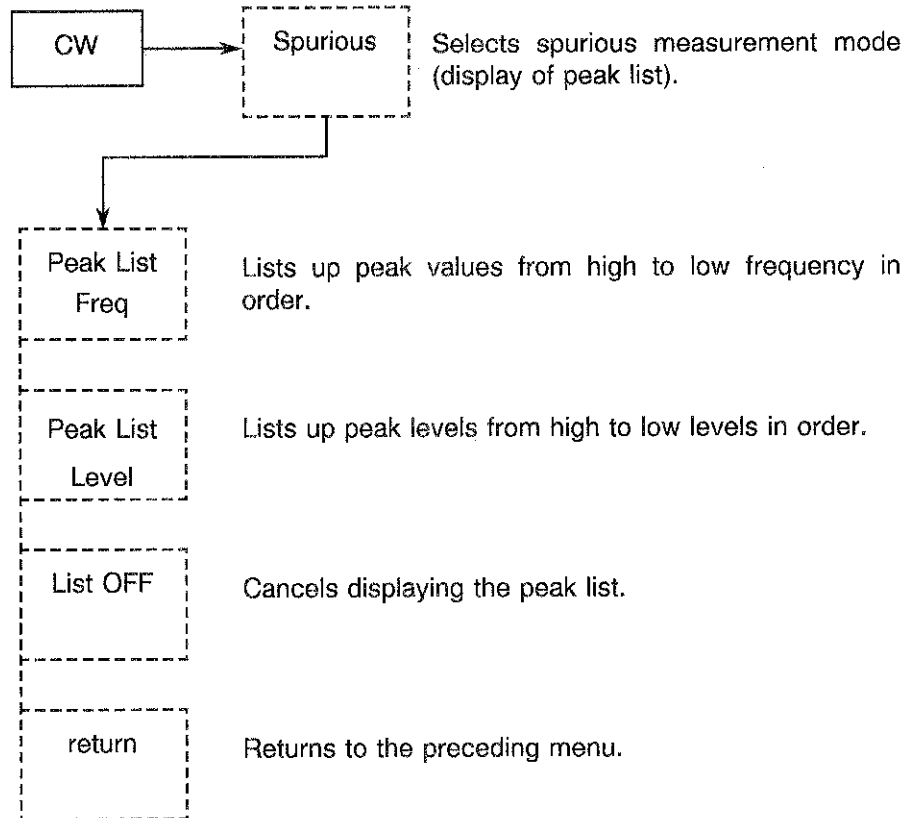 CW
Spurious
Selects spurious measurement mode
(display of peak list).
Peak List
Freq
Lists up peak values from high to low frequency in
order.
Peak List
Level
Lists up peak levels from high to low levels in order.
List OFF
Cancels displaying the peak list.
return
Returns to the preceding menu.